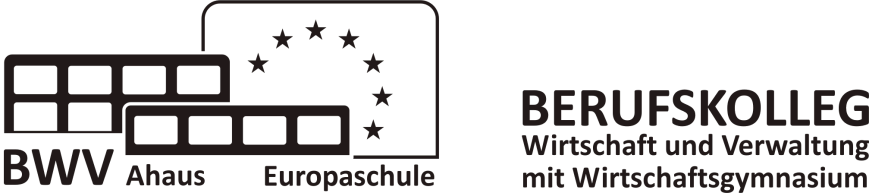 BWV Ahaus Europaschule
BERUFSKOLLEG
Wirtschaft und Verwaltung
mit Wirtschaftsgymnasium